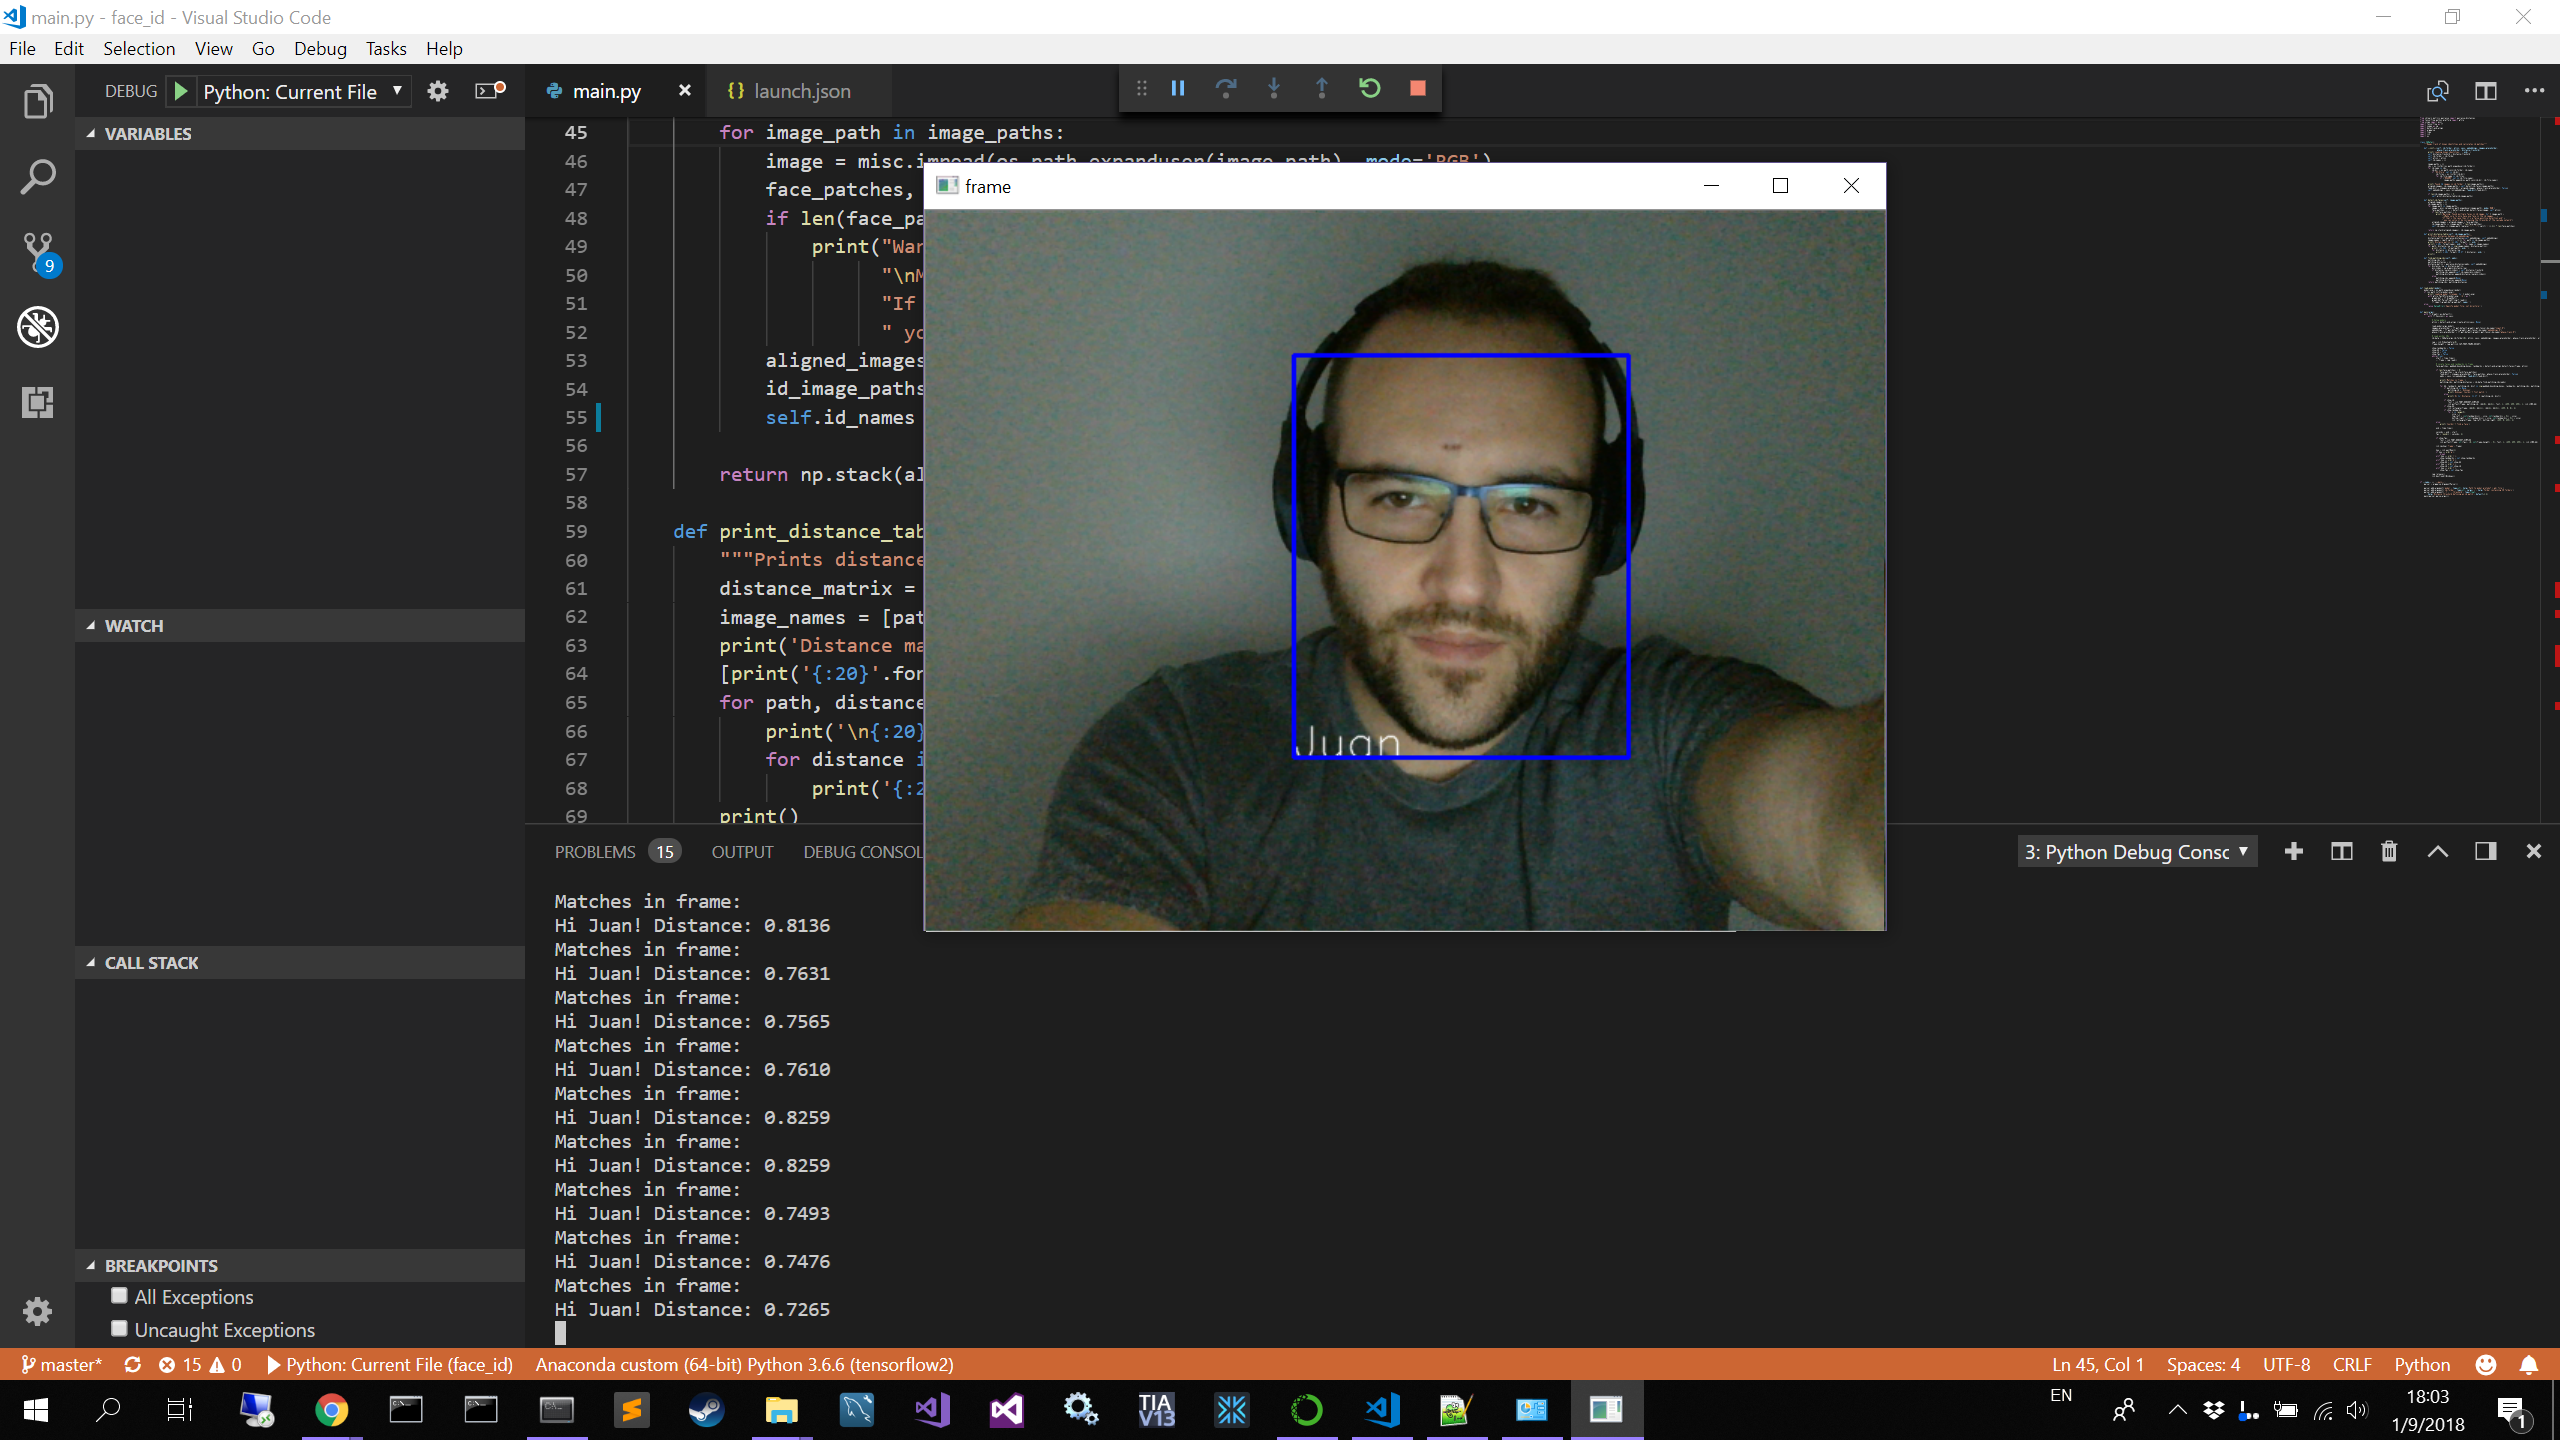 main.py - face_id - Visual Studio Code
File Edit Selection View Go Debug Tasks Help
DEBUG Python: Current File
main.py
{} launch.json
VARIABLES
WATCH
CALL STACK
BREAKPOINTS
All Exceptions
Uncaught Exceptions
9
45 for image_path in image_paths:
46 image = misc.imread(os.path.expanduser(image_path), mode='RGB')
47 face_patches,
48 if len(face_pa
49 print("War
50 "\nM
51 "If
52 " yo
53 aligned_images
54 id_image_paths
55 self.id_names
56
57 return np.stack(al
58
59 def print_distance_tab
60 """Prints distance
61 distance_matrix =
62 image_names = [pat
63 print('Distance ma
64 [print('{:20}'.for
65 for path, distance
66 print('\n{:20}
67 for distance i
68 print('{:2
69 print()
frame
Juan
PROBLEMS 15 OUTPUT DEBUG CONSOL
3: Python Debug Consc
Matches in frame:
Hi Juan! Distance: 0.8136
Matches in frame:
Hi Juan! Distance: 0.7631
Matches in frame:
Hi Juan! Distance: 0.7565
Matches in frame:
Hi Juan! Distance: 0.7610
Matches in frame:
Hi Juan! Distance: 0.8259
Matches in frame:
Hi Juan! Distance: 0.8259
Matches in frame:
Hi Juan! Distance: 0.7493
Matches in frame:
Hi Juan! Distance: 0.7476
Matches in frame:
Hi Juan! Distance: 0.7265
master* 15 0 Python: Current File (face_id) Anaconda custom (64-bit) Python 3.6.6 (tensorflow2) Ln 45, Col 1 Spaces: 4 UTF-8 CRLF Python
TIA V13
EN
18:03
1/9/2018
1